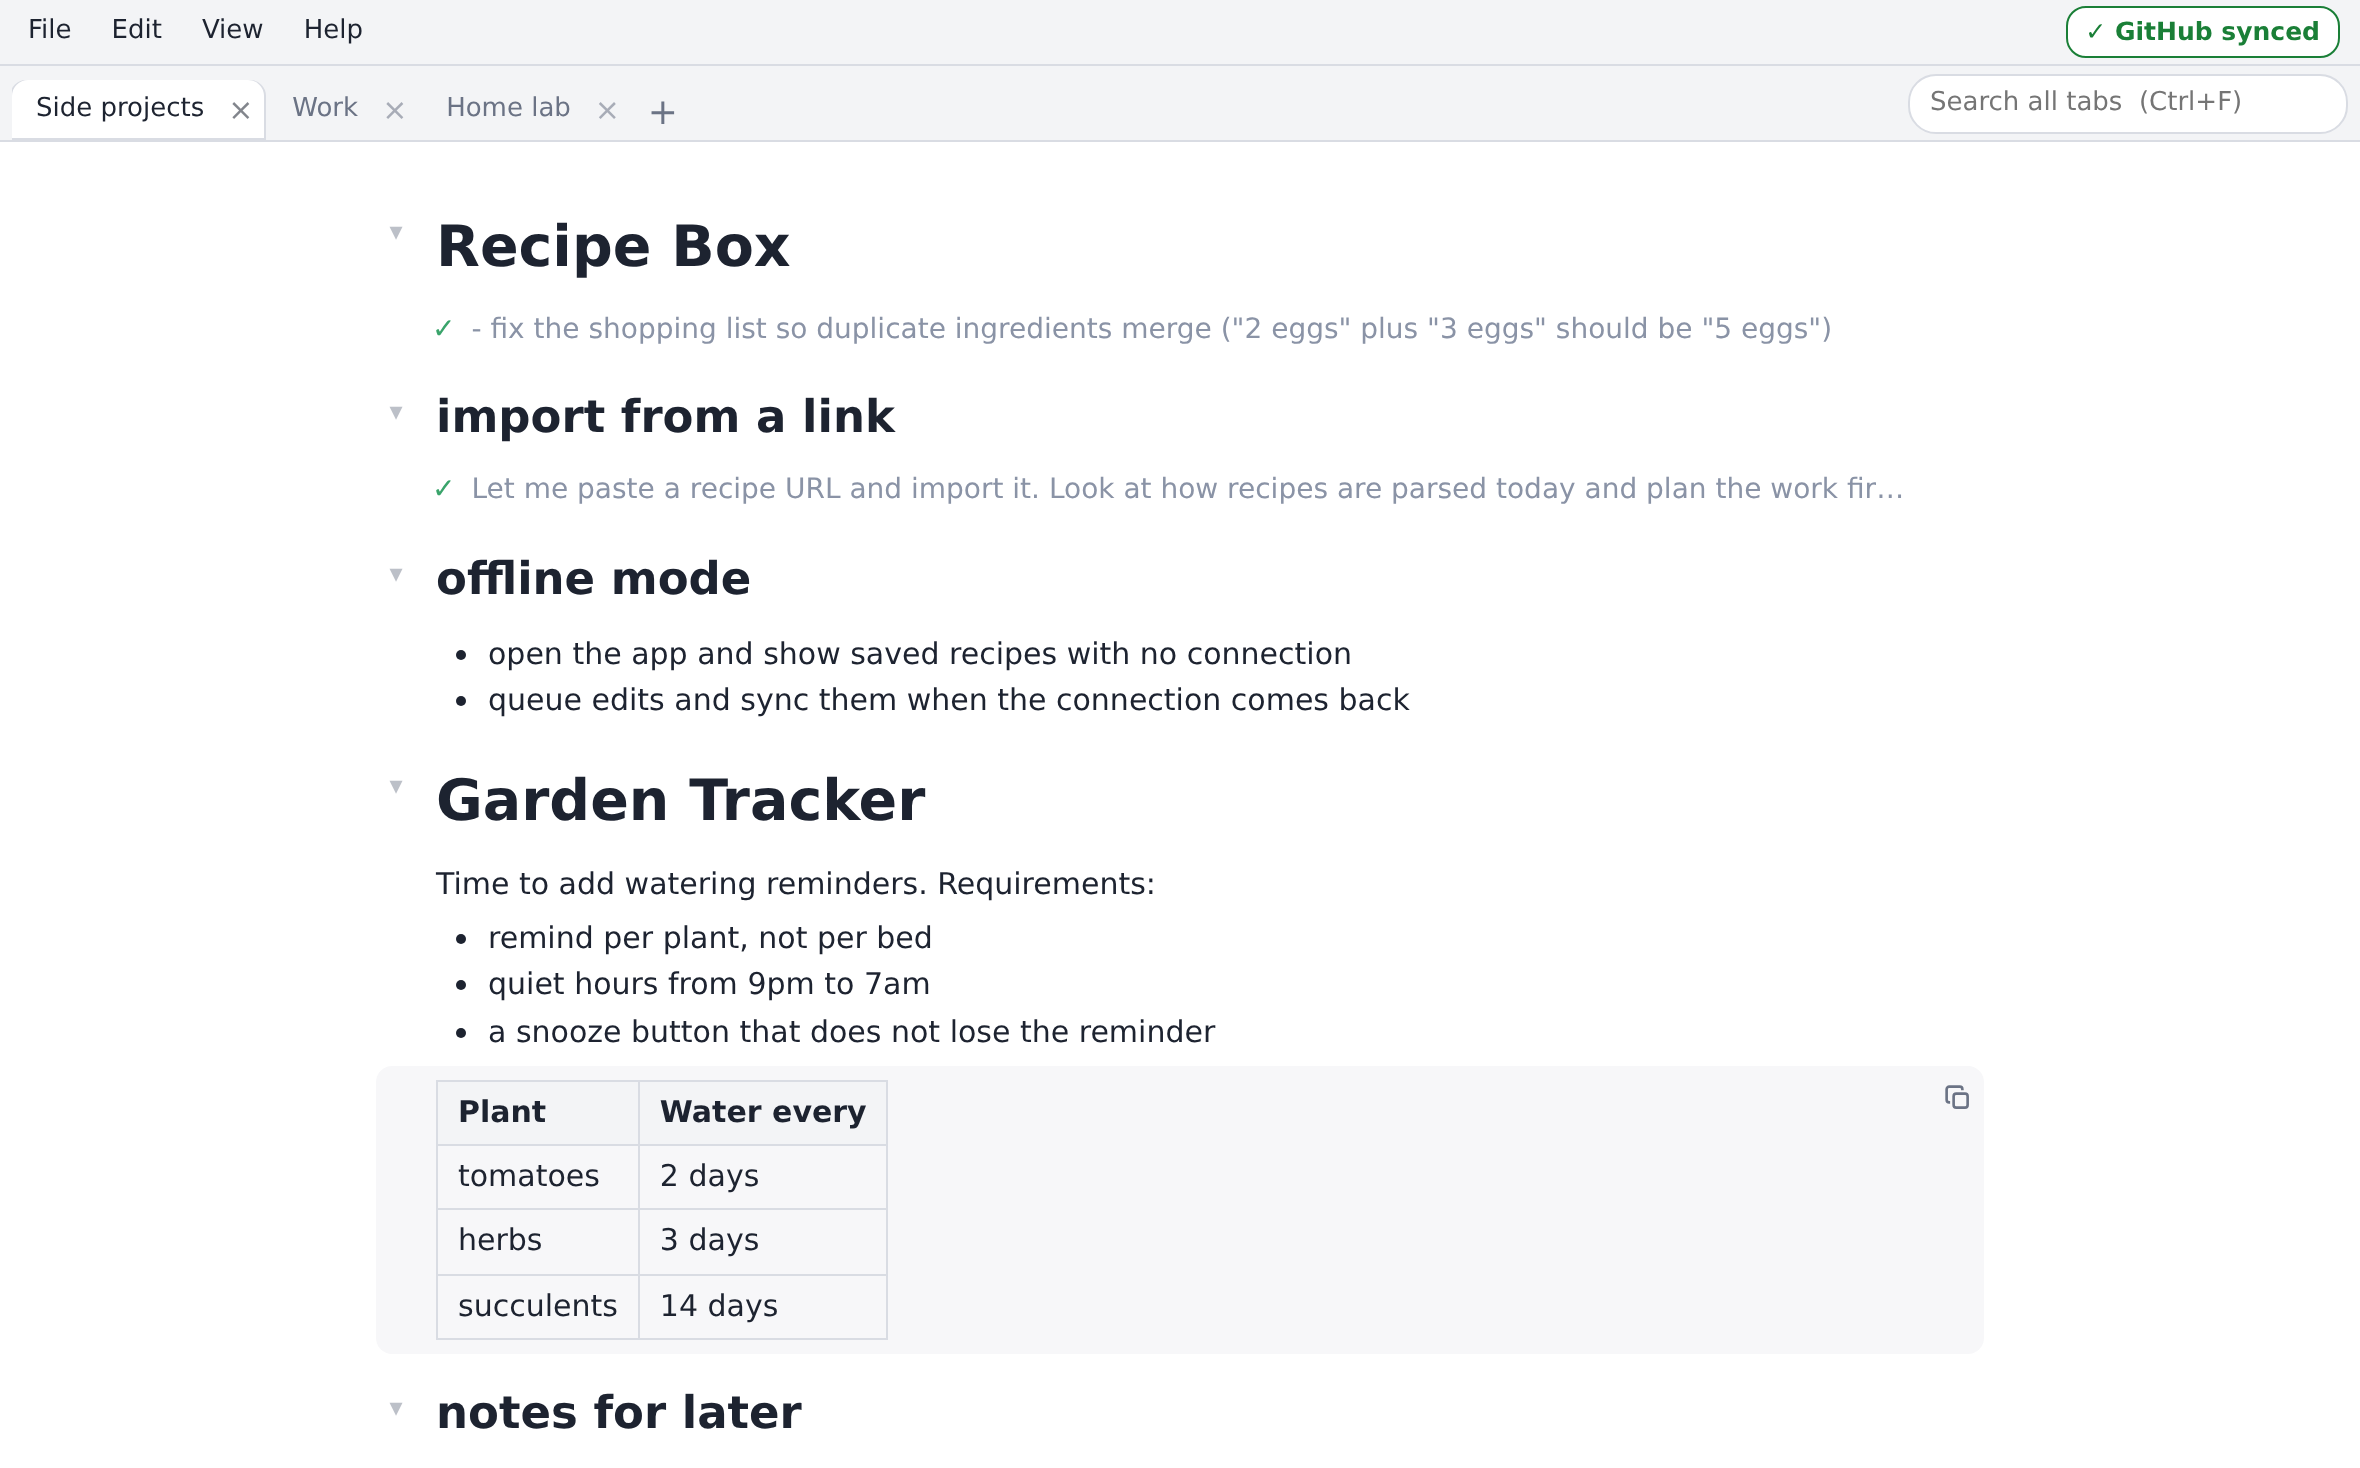 File Edit View Help ✓ GitHub synced
Side projects × Work × Home lab × + Search all tabs (Ctrl+F)
Recipe Box
✓ - fix the shopping list so duplicate ingredients merge ("2 eggs" plus "3 eggs" should be "5 eggs")
import from a link
✓ Let me paste a recipe URL and import it. Look at how recipes are parsed today and plan the work fir…
offline mode
• open the app and show saved recipes with no connection
• queue edits and sync them when the connection comes back
Garden Tracker
Time to add watering reminders. Requirements:
• remind per plant, not per bed
• quiet hours from 9pm to 7am
• a snooze button that does not lose the reminder
Plant Water every
tomatoes 2 days
herbs 3 days
succulents 14 days
notes for later